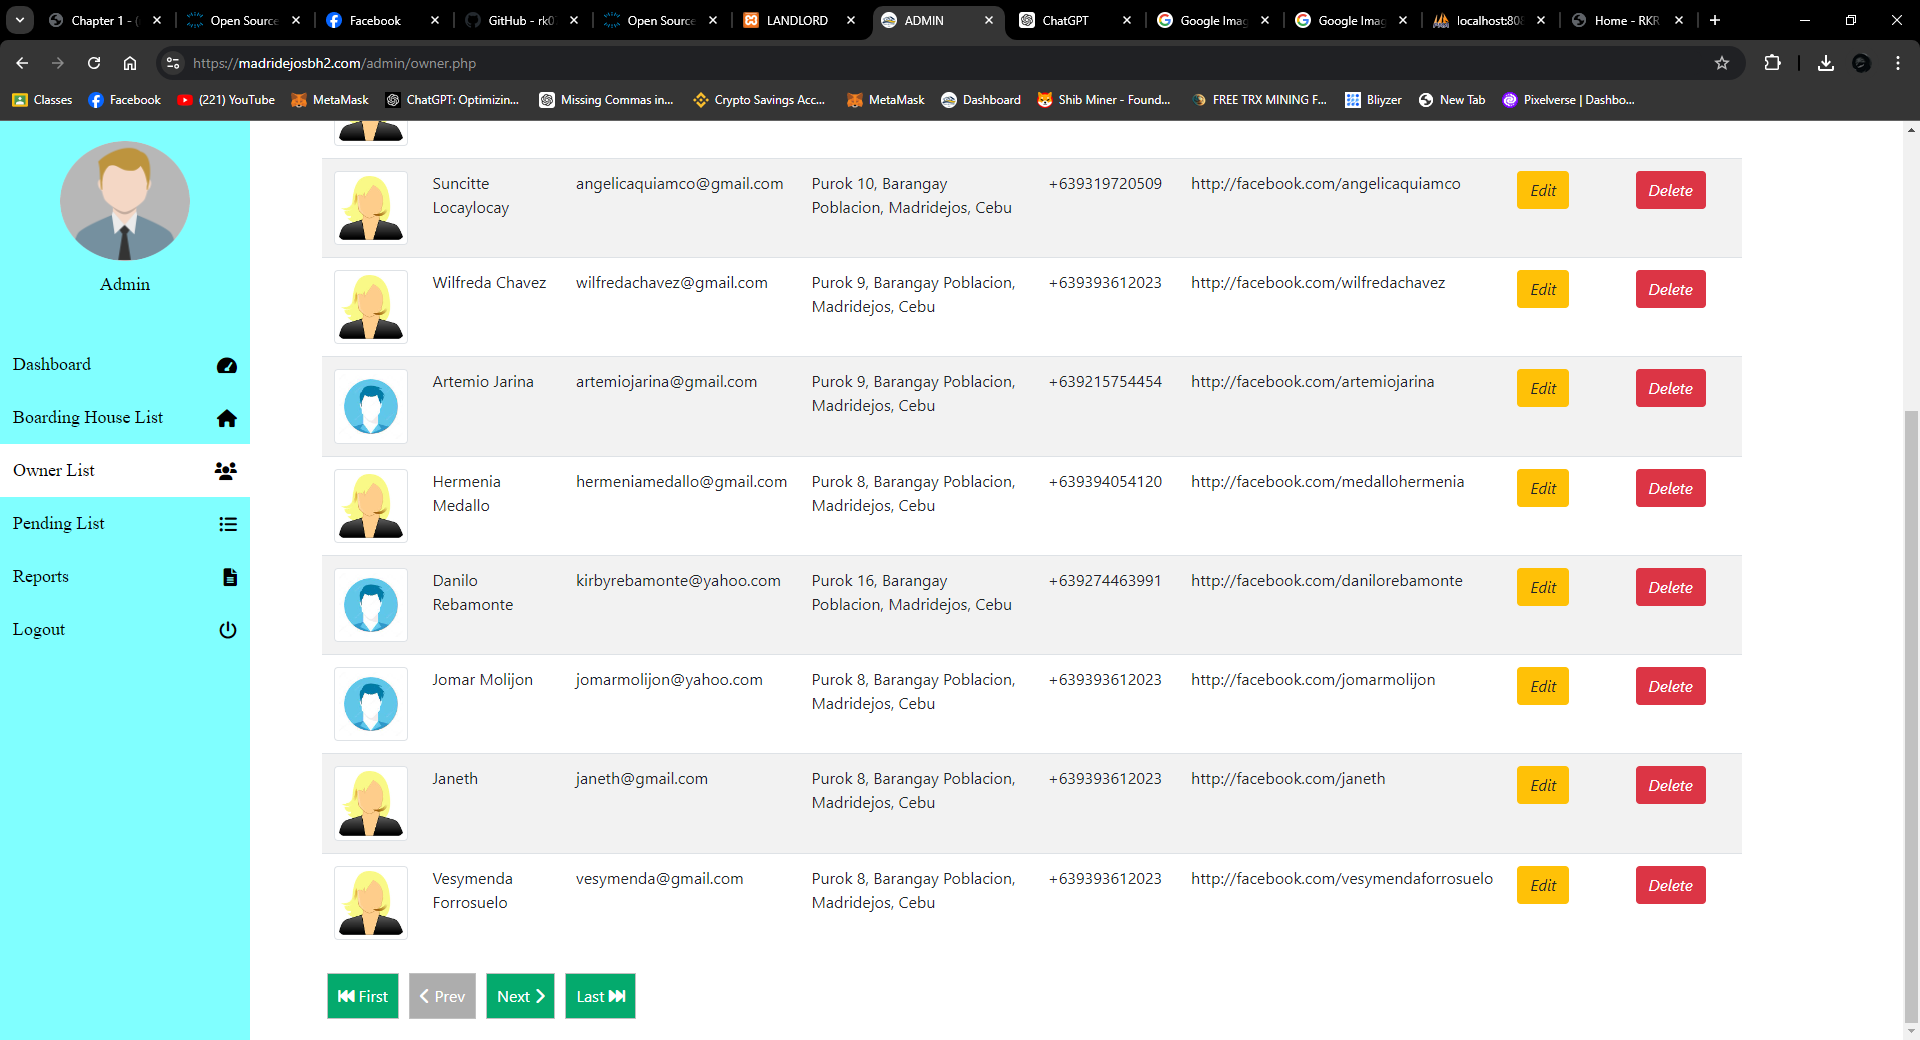 Chapter 1 - (
Open Source
Facebook
GitHub - rk0
Open Source
LANDLORD
ADMIN
ChatGPT
Google Imag
Google Imag
localhost:808
Home - RKR
https://madridejosbh2.com/admin/owner.php
Classes
Facebook
(221) YouTube
MetaMask
ChatGPT: Optimizin...
Missing Commas in...
Crypto Savings Acc...
MetaMask
Dashboard
Shib Miner - Found...
FREE TRX MINING F...
Bliyzer
New Tab
Pixelverse | Dashbo...
Admin
Dashboard
Boarding House List
Owner List
Pending List
Reports
Logout
Suncitte angelicaquiamco@gmail.com Purok 10, Barangay +639319720509 http://facebook.com/angelicaquiamco Edit Delete
Locaylocay Poblacion, Madridejos, Cebu
Wilfreda Chavez wilfredachavez@gmail.com Purok 9, Barangay Poblacion, +639393612023 http://facebook.com/wilfredachavez Edit Delete
Madridejos, Cebu
Artemio Jarina artemiojarina@gmail.com Purok 9, Barangay Poblacion, +639215754454 http://facebook.com/artemiojarina Edit Delete
Madridejos, Cebu
Hermenia hermeniamedallo@gmail.com Purok 8, Barangay Poblacion, +639394054120 http://facebook.com/medallohermenia Edit Delete
Medallo Madridejos, Cebu
Danilo kirbyrebamonte@yahoo.com Purok 16, Barangay +639274463991 http://facebook.com/danilorebamonte Edit Delete
Rebamonte Poblacion, Madridejos, Cebu
Jomar Molijon jomarmolijon@yahoo.com Purok 8, Barangay Poblacion, +639393612023 http://facebook.com/jomarmolijon Edit Delete
Madridejos, Cebu
Janeth janeth@gmail.com Purok 8, Barangay Poblacion, +639393612023 http://facebook.com/janeth Edit Delete
Madridejos, Cebu
Vesymenda vesymenda@gmail.com Purok 8, Barangay Poblacion, +639393612023 http://facebook.com/vesymendaforrosuelo Edit Delete
Forrosuelo Madridejos, Cebu
First Prev Next Last